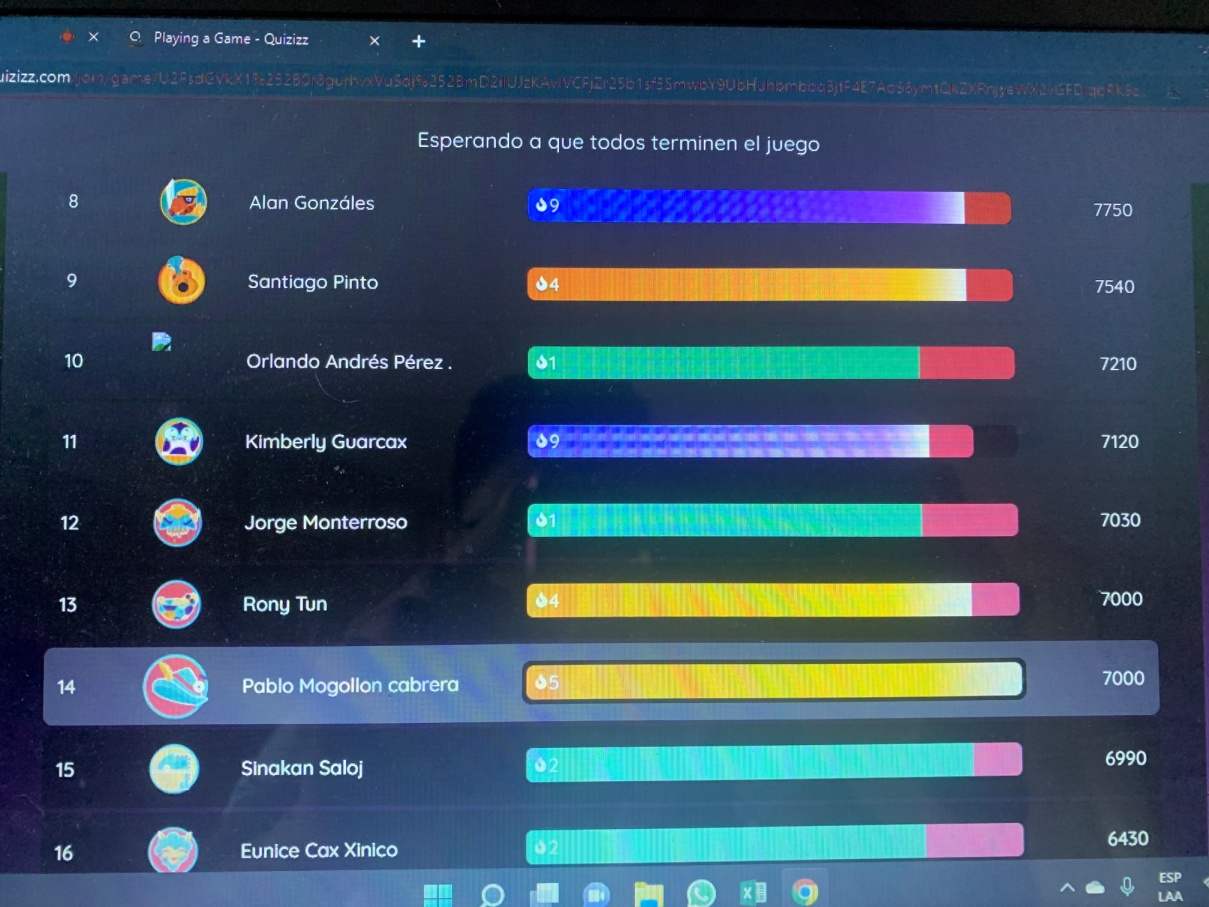 Playing a Game - Quizizz
uizizz.com
Esperando a que todos terminen el juego
8 Alan Gonzáles 9 7750
9 Santiago Pinto 4 7540
10 Orlando Andrés Pérez . 1 7210
11 Kimberly Guarcax 9 7120
12 Jorge Monterroso 1 7030
13 Rony Tun 4 7000
14 Pablo Mogollon cabrera 5 7000
15 Sinakan Saloj 2 6990
16 Eunice Cax Xinico 2 6430
ESP
LAA